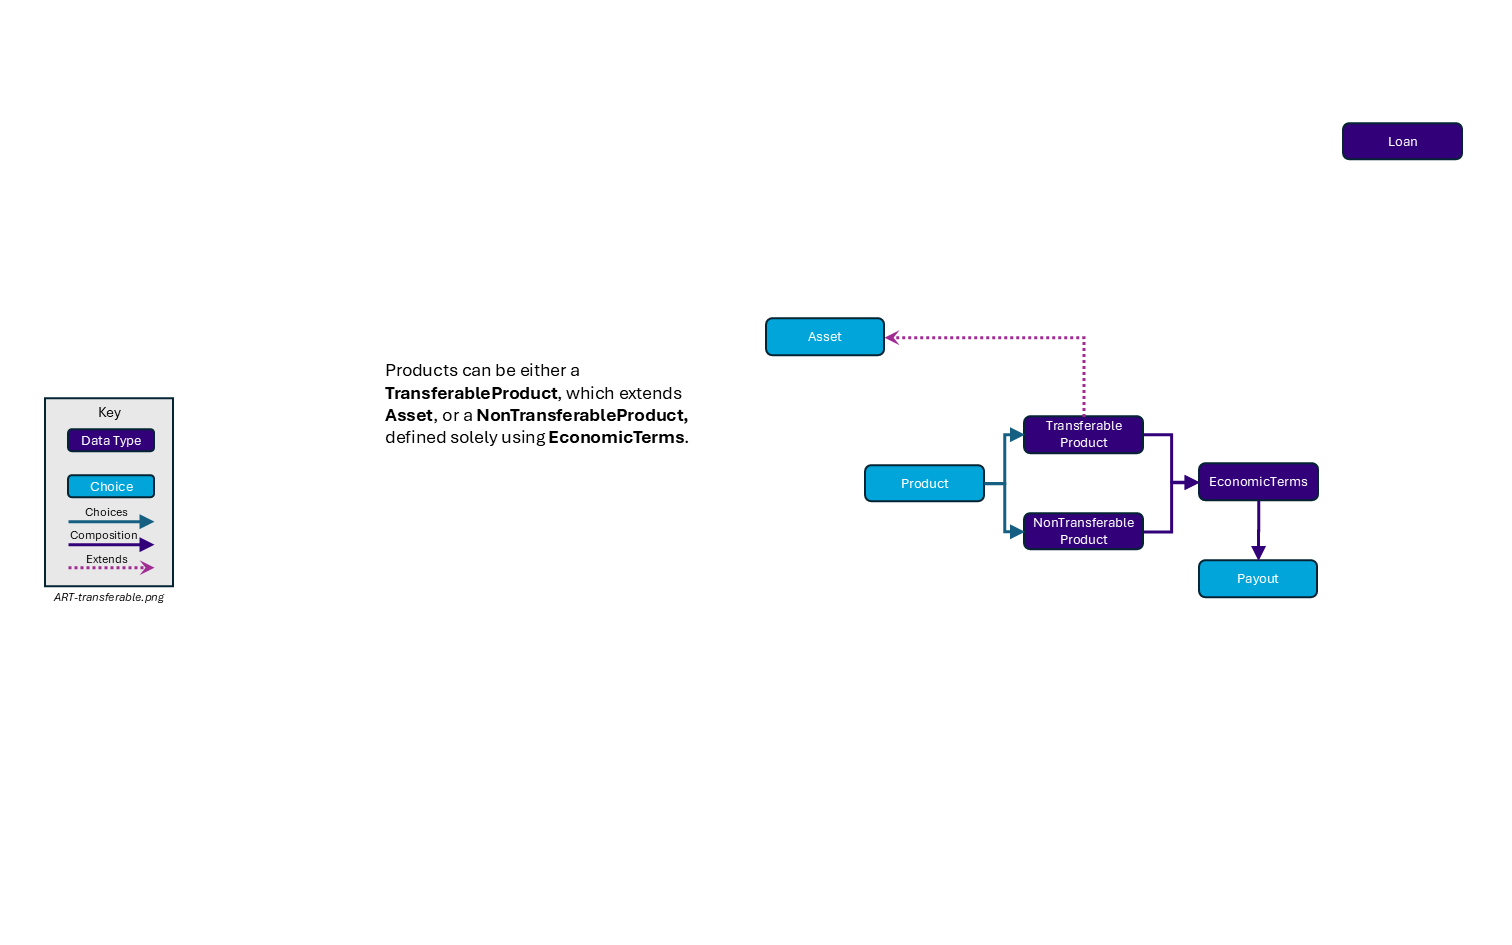 Loan
Asset
Products can be either a
TransferableProduct, which extends
Asset, or a NonTransferableProduct,
defined solely using EconomicTerms.
Key
Data Type
Choice
Choices
Composition
Extends
ART-transferable.png
Transferable
Product
Product
EconomicTerms
NonTransferable
Product
Payout